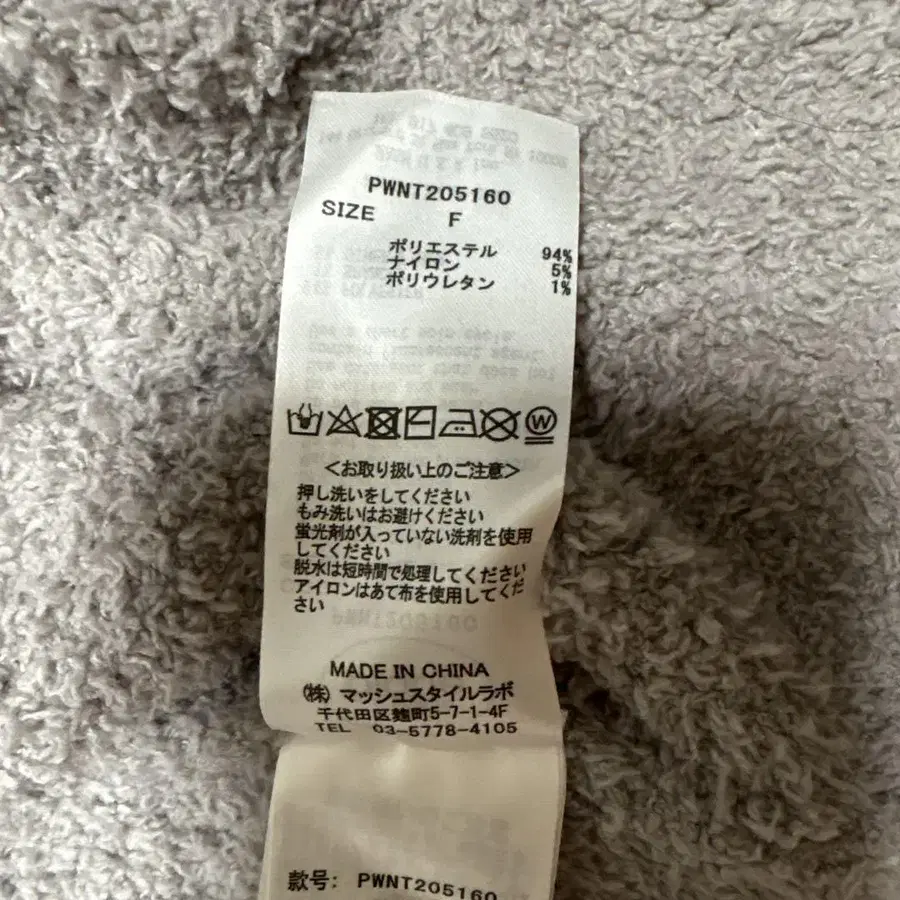 PWNT205160
SIZE F
ポリエステル 94%
ナイロン 5%
ポリウレタン 1%
W
<お取り扱い上のご注意>
押し洗いをしてください
もみ洗いはお避けください
蛍光剤が入っていない洗剤を使用
してください
脱水は短時間で処理してください
アイロンはあて布を使用してくだ
さい
MADE IN CHINA
(株) マッシュスタイルラボ
千代田区麹町5-7-1-4F
TEL 03-5778-4105
款号: PWNT205160